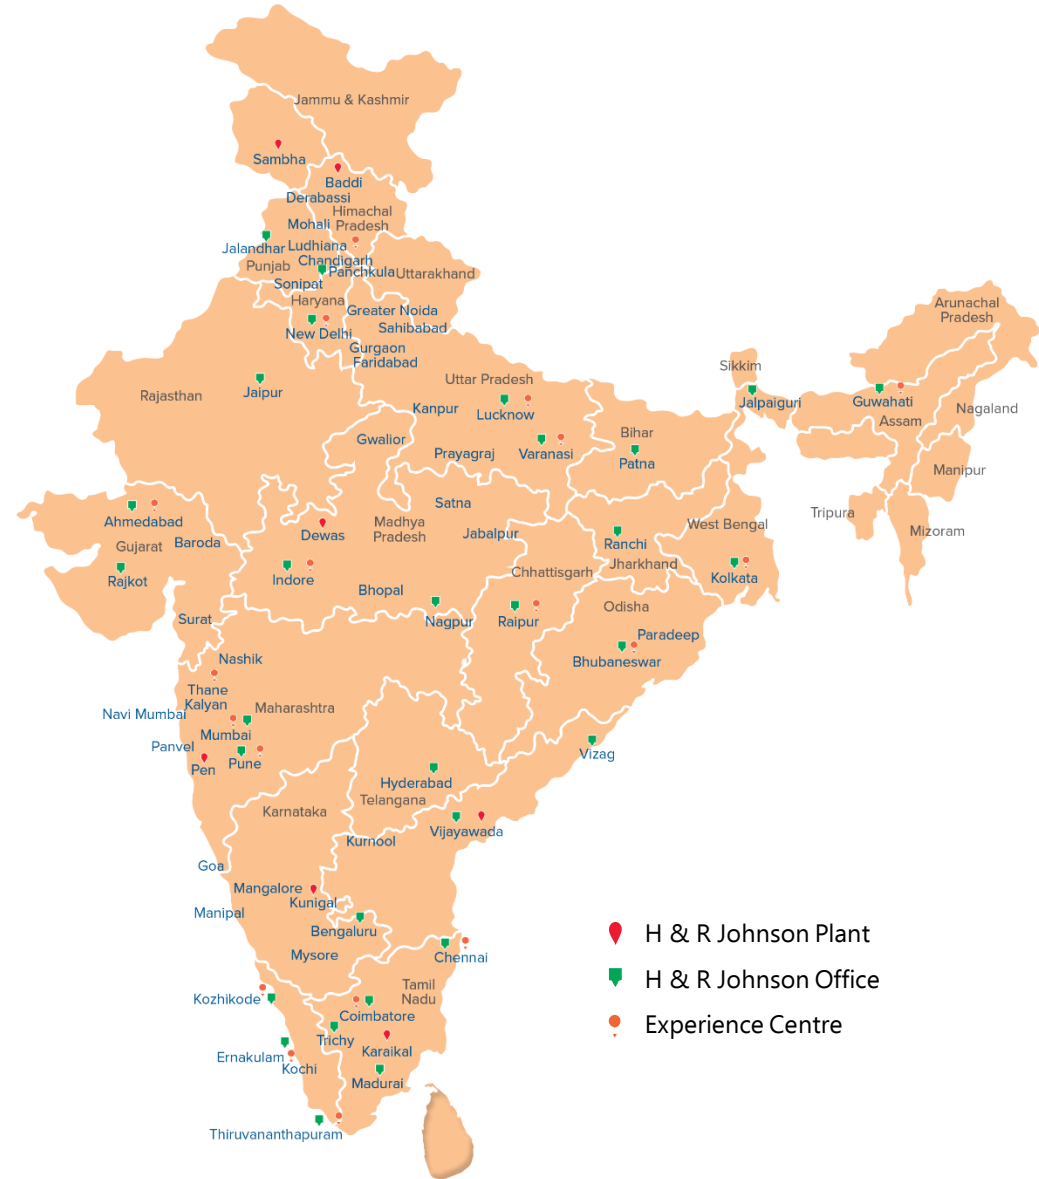 Jammu & Kashmir
Sambha
Baddi
Derabassi
Himachal
Pradesh
Mohali
Jalandhar
Ludhiana
Chandigarh
Punjab
Panchkula
Uttarakhand
Sonipat
Haryana
Greater Noida
Sahibabad
New Delhi
Gurgaon
Faridabad
Arunachal
Pradesh
Sikkim
Uttar Pradesh
Rajasthan
Jaipur
Kanpur
Lucknow
Jalpaiguri
Guwahati
Assam
Nagaland
Bihar
Gwalior
Prayagraj
Varanasi
Patna
Manipur
Satna
Tripura
Mizoram
Ahmedabad
Madhya
Pradesh
Dewas
Jabalpur
West Bengal
Gujarat
Baroda
Ranchi
Jharkhand
Chhattisgarh
Rajkot
Indore
Kolkata
Bhopal
Odisha
Surat
Nagpur
Raipur
Paradeep
Bhubaneswar
Nashik
Thane
Kalyan
Navi Mumbai
Maharashtra
Mumbai
Panvel
Pune
Pen
Vizag
Hyderabad
Telangana
Karnataka
Vijayawada
Kurnool
Goa
Mangalore
Kunigal
Manipal
Bengaluru
Mysore
Chennai
Tamil
Nadu
Kozhikode
Coimbatore
Trichy
Karaikal
Ernakulam
Kochi
Madurai
Thiruvananthapuram
H & R Johnson Plant
H & R Johnson Office
Experience Centre